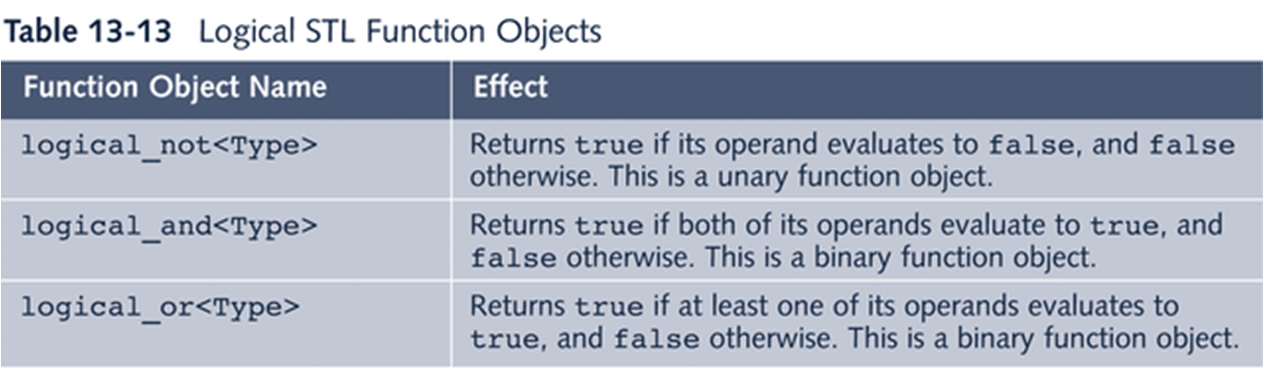 Table 13-13 Logical STL Function Objects
Function Object Name Effect
logical_not<Type> Returns true if its operand evaluates to false, and false
otherwise. This is a unary function object.
logical_and<Type> Returns true if both of its operands evaluate to true, and
false otherwise. This is a binary function object.
logical_or<Type> Returns true if at least one of its operands evaluates to
true, and false otherwise. This is a binary function object.